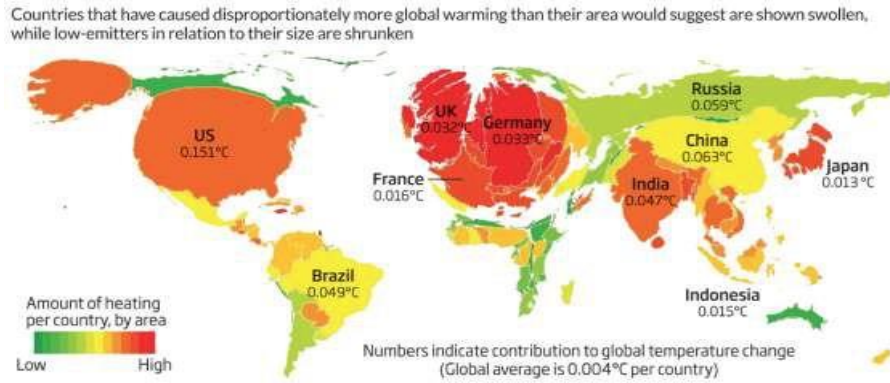 Countries that have caused disproportionately more global warming than their area would suggest are shown swollen,
while low-emitters in relation to their size are shrunken
Russia
0.059°C
UK
0.032°C
Germany
0.033°C
US
0.151°C
China
0.063°C
Japan
0.013°C
France
0.016°C
India
0.047°C
Brazil
0.049°C
Indonesia
0.015°C
Amount of heating
per country, by area
Low High
Numbers indicate contribution to global temperature change
(Global average is 0.004°C per country)